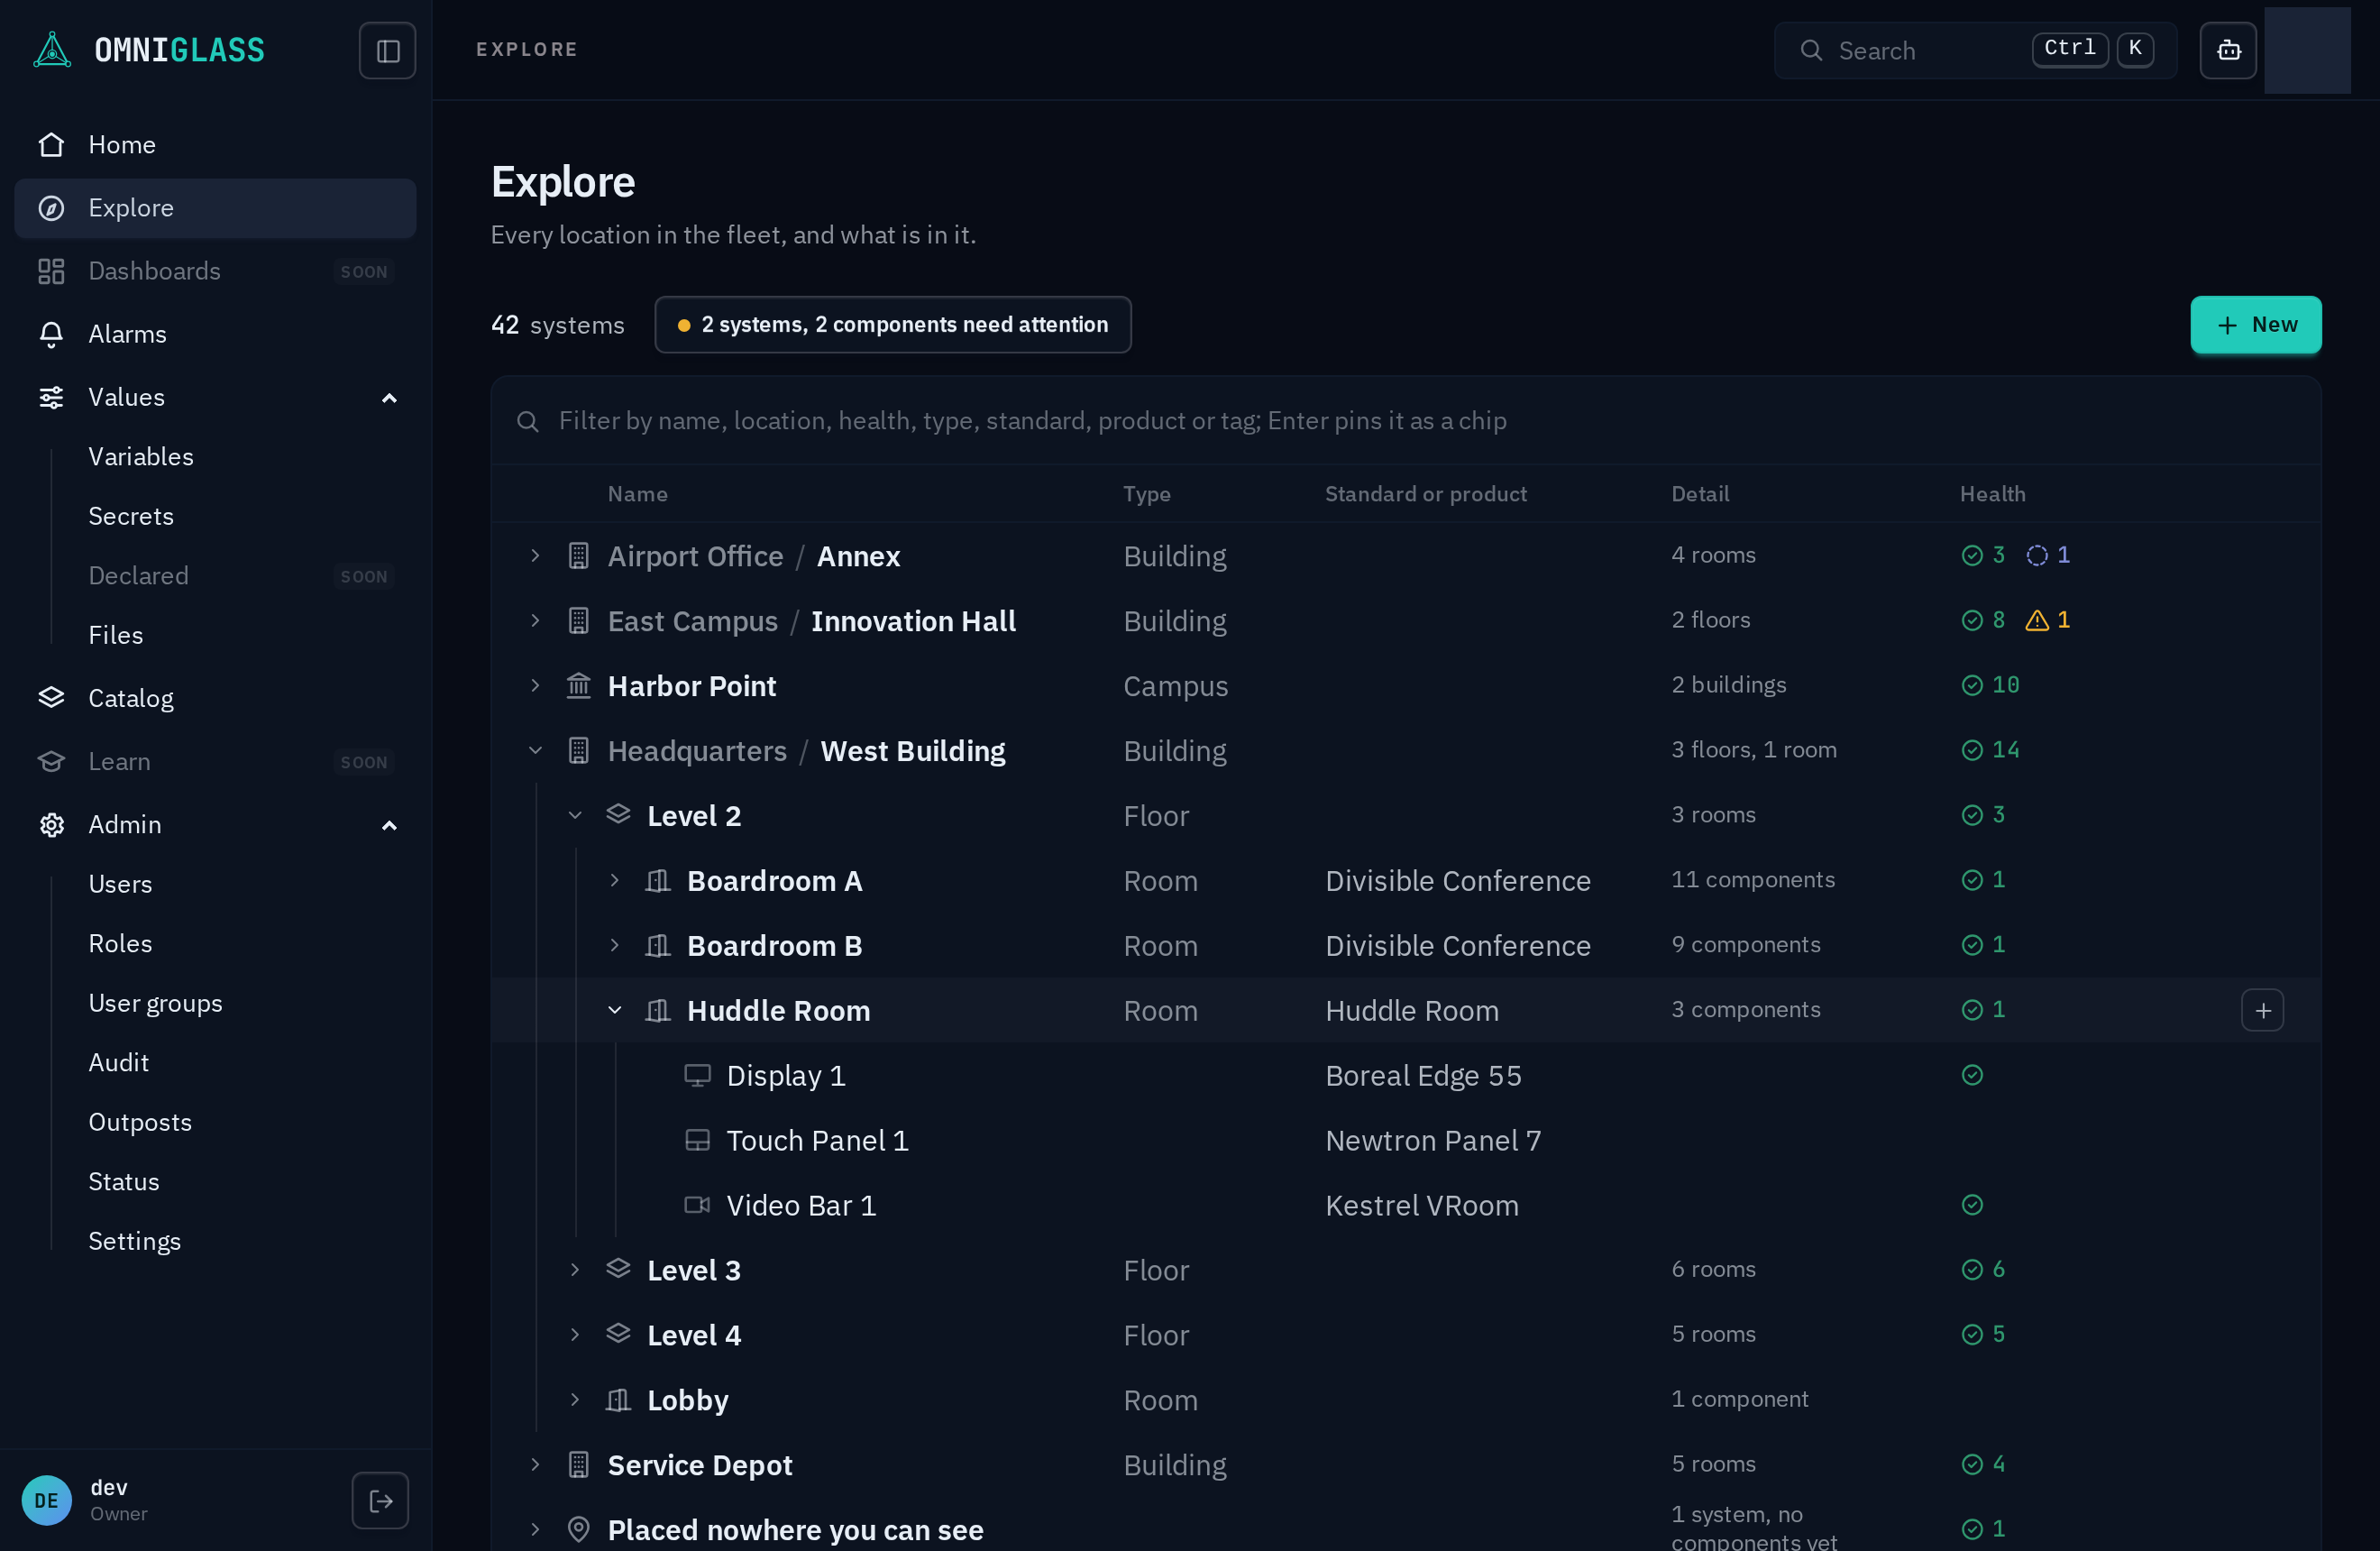 OMNIGLASS
EXPLORE
Search
Ctrl K
Home
Explore
Dashboards SOON
Alarms
Values
Variables
Secrets
Declared SOON
Files
Catalog
Learn SOON
Admin
Users
Roles
User groups
Audit
Outposts
Status
Settings
DE
dev
Owner
Explore
Every location in the fleet, and what is in it.
42 systems
2 systems, 2 components need attention
New
Filter by name, location, health, type, standard, product or tag; Enter pins it as a chip
Name Type Standard or product Detail Health
Airport Office / Annex Building 4 rooms 3 1
East Campus / Innovation Hall Building 2 floors 8 1
Harbor Point Campus 2 buildings 10
Headquarters / West Building Building 3 floors, 1 room 14
Level 2 Floor 3 rooms 3
Boardroom A Room Divisible Conference 11 components 1
Boardroom B Room Divisible Conference 9 components 1
Huddle Room Room Huddle Room 3 components 1
Display 1 Boreal Edge 55
Touch Panel 1 Newtron Panel 7
Video Bar 1 Kestrel VRoom
Level 3 Floor 6 rooms 6
Level 4 Floor 5 rooms 5
Lobby Room 1 component
Service Depot Building 5 rooms 4
Placed nowhere you can see 1 system, no 1
components yet